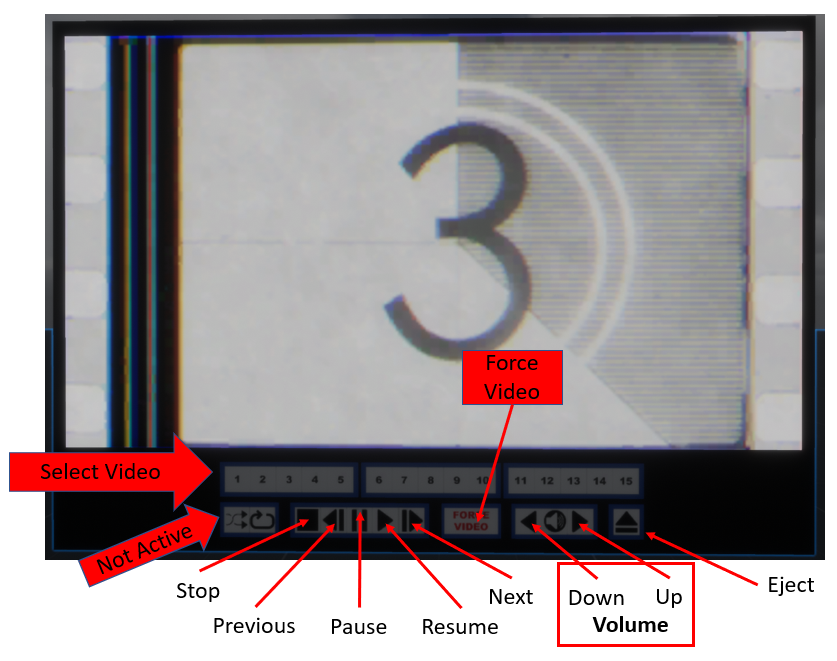 3
Force
Video
Select Video
1 2 3 4 5 6 7 8 9 10 11 12 13 14 15
Not Active
FORCE
VIDEO
Stop
Previous
Pause
Resume
Next
Down Up
Volume
Eject